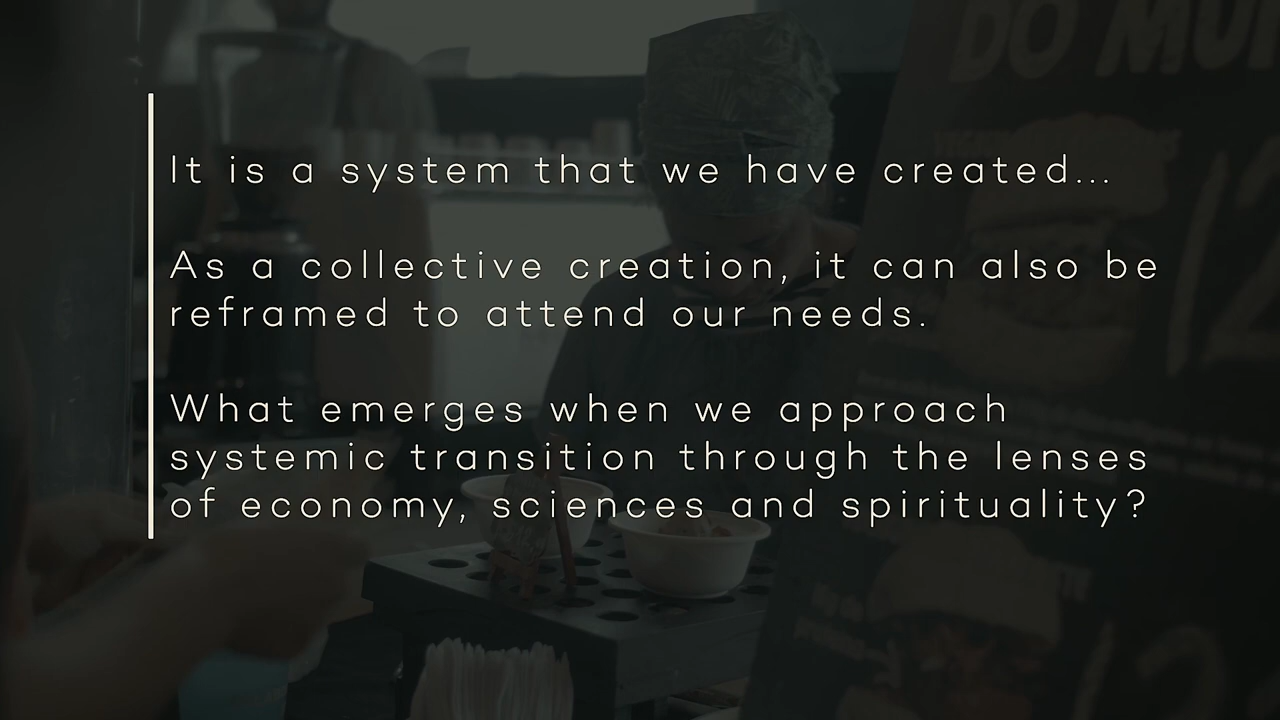 DO
It is a system that we have created...
As a collective creation, it can also be
reframed to attend our needs.
What emerges when we approach
systemic transition through the lenses
of economy, sciences and spirituality?